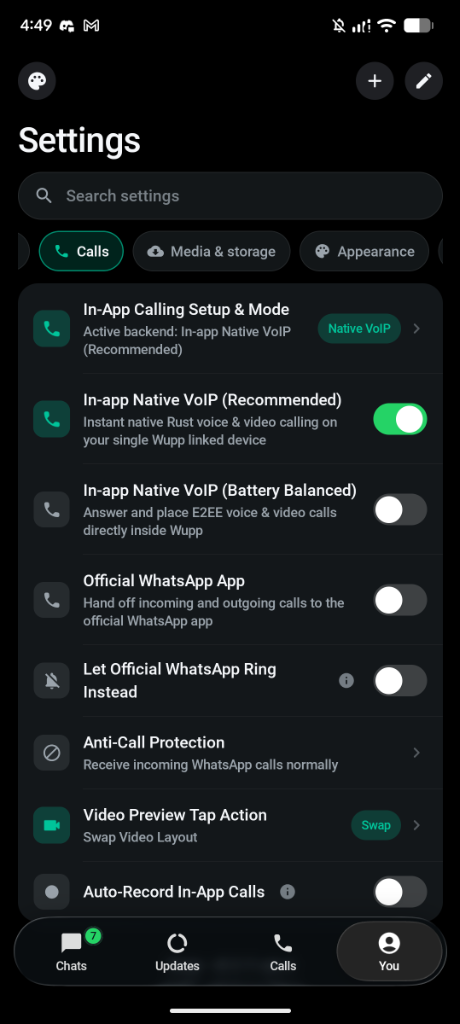 4:49
Settings
Search settings
Calls
Media & storage
Appearance
In-App Calling Setup & Mode
Active backend: In-app Native VoIP
(Recommended)
Native VoIP
In-app Native VoIP (Recommended)
Instant native Rust voice & video calling on
your single Wupp linked device
In-app Native VoIP (Battery Balanced)
Answer and place E2EE voice & video calls
directly inside Wupp
Official WhatsApp App
Hand off incoming and outgoing calls to the
official WhatsApp app
Let Official WhatsApp Ring
Instead
Anti-Call Protection
Receive incoming WhatsApp calls normally
Video Preview Tap Action
Swap Video Layout
Swap
Auto-Record In-App Calls
7
Chats
Updates
Calls
You